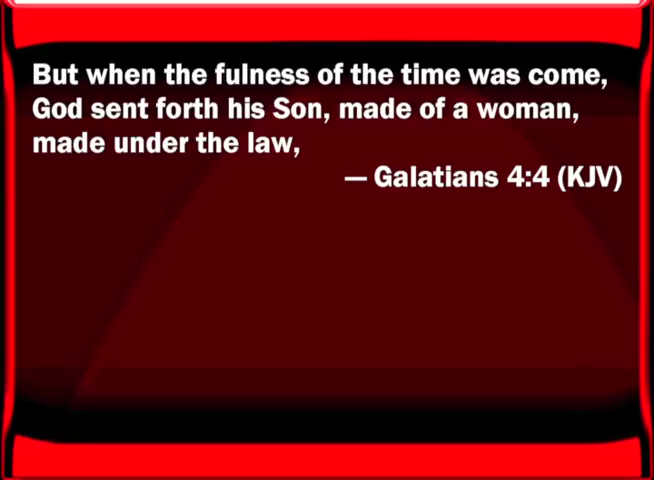 But when the fulness of the time was come,
God sent forth his Son, made of a woman,
made under the law,
— Galatians 4:4 (KJV)